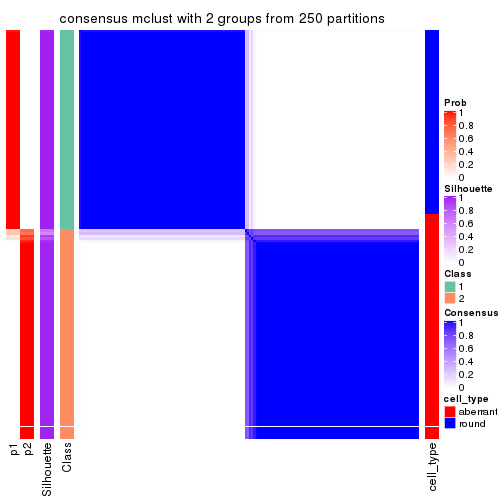 consensus mclust with 2 groups from 250 partitions
Prob
1
0.8
0.6
0.4
0.2
0
Silhouette
1
0.8
0.6
0.4
0.2
0
Class
1
2
Consensus
1
0.8
0.6
0.4
0.2
0
cell_type
aberrant
round
p1
p2
Silhouette
Class
cell_type